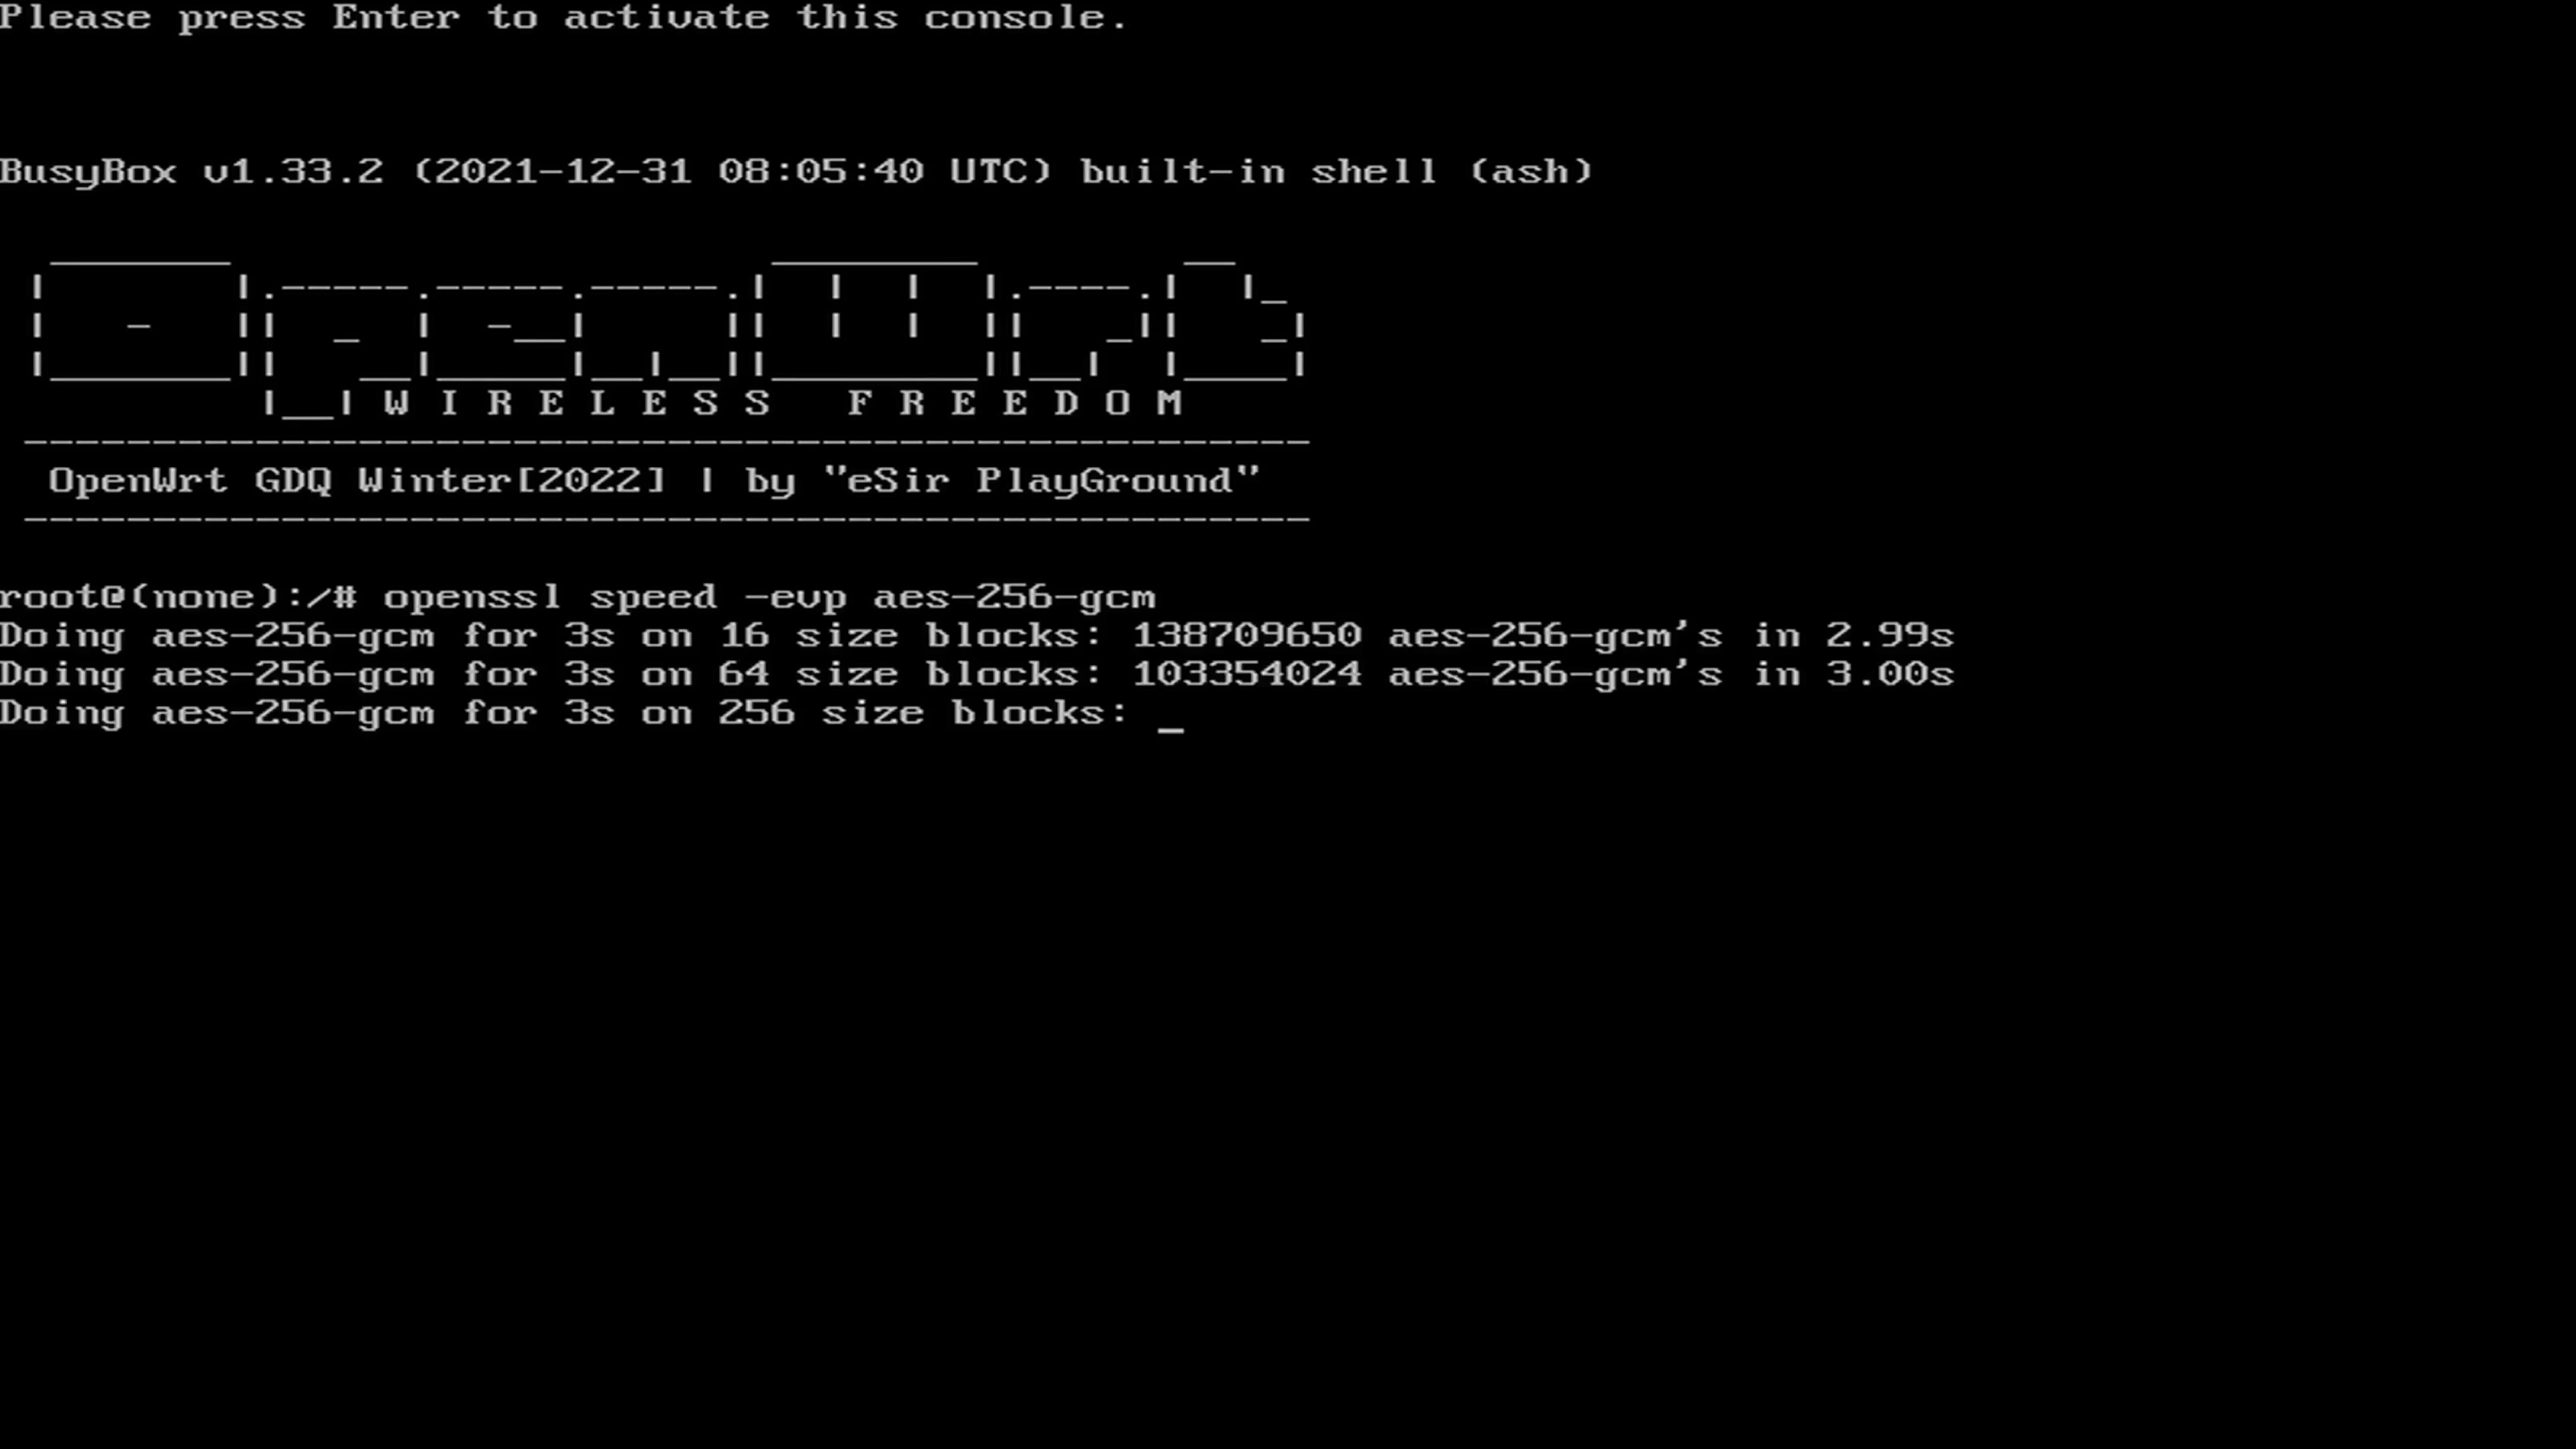 Please press Enter to activate this console.
BusyBox v1.33.2 (2021-12-31 08:05:40 UTC) built-in shell (ash)
OpenWrt
W I R E L E S S   F R E E D O M
-----------------------------------------------------
OpenWrt GDQ Winter[2022] | by "eSir PlayGround"
-----------------------------------------------------
root@(none):/# openssl speed -evp aes-256-gcm
Doing aes-256-gcm for 3s on 16 size blocks: 138709650 aes-256-gcm's in 2.99s
Doing aes-256-gcm for 3s on 64 size blocks: 103354024 aes-256-gcm's in 3.00s
Doing aes-256-gcm for 3s on 256 size blocks: _